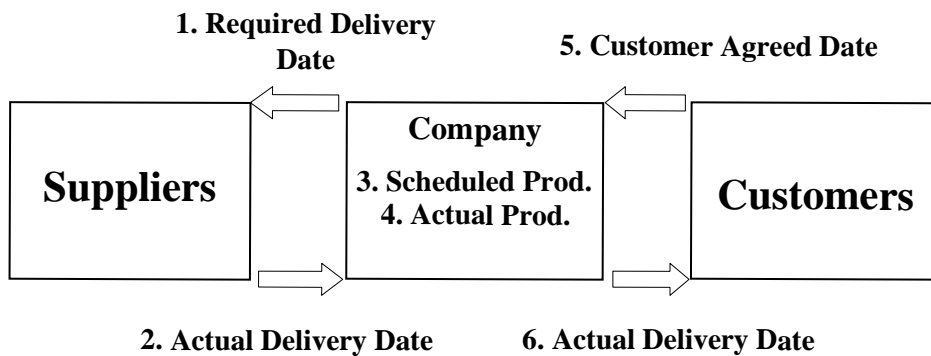 1. Required Delivery
Date
5. Customer Agreed Date
Suppliers
Company
3. Scheduled Prod.
4. Actual Prod.
Customers
2. Actual Delivery Date
6. Actual Delivery Date